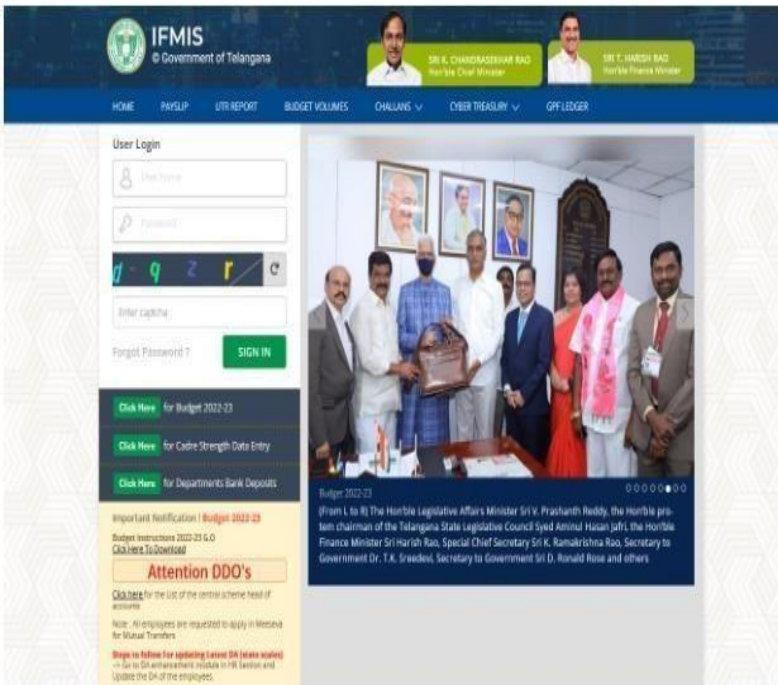 IFMIS
© Government of Telangana
SRI K. CHANDRASEKHAR RAO
Hon'ble Chief Minister
SRI T. HARISH RAO
Hon'ble Finance Minister
HOME PAYSLIP UTR REPORT BUDGET VOLUMES CHALLANS CYBER TREASURY GPF LEDGER
User Login
User Name
Password
d q z r
Enter captcha
Forgot Password ?
SIGN IN
Click Here for Budget 2022-23
Click Here for Cadre Strength Data Entry
Click Here for Departments Bank Deposits
Important Notification ! Budget 2022-23
Budget Instructions 2022-23 G.O
Click Here To Download
Attention DDO's
Click here for the List of the central scheme head of
accounts
Note : All employees are requested to apply in Meeseva
for Mutual Transfers
Steps to follow for updating Latest DA (state scales)
--> Go to DA enhancement module in HR Section and
Update the DA of the employees.
Budget 2022-23
(From L to R) The Hon'ble Legislative Affairs Minister Sri V. Prashanth Reddy, the Hon'ble pro-
tem chairman of the Telangana State Legislative Council Syed Aminul Hasan Jafri, the Hon'ble
Finance Minister Sri Harish Rao, Special Chief Secretary Sri K. Ramakrishna Rao, Secretary to
Government Dr. T.K. Sreedevi, Secretary to Government Sri D. Ronald Rose and others